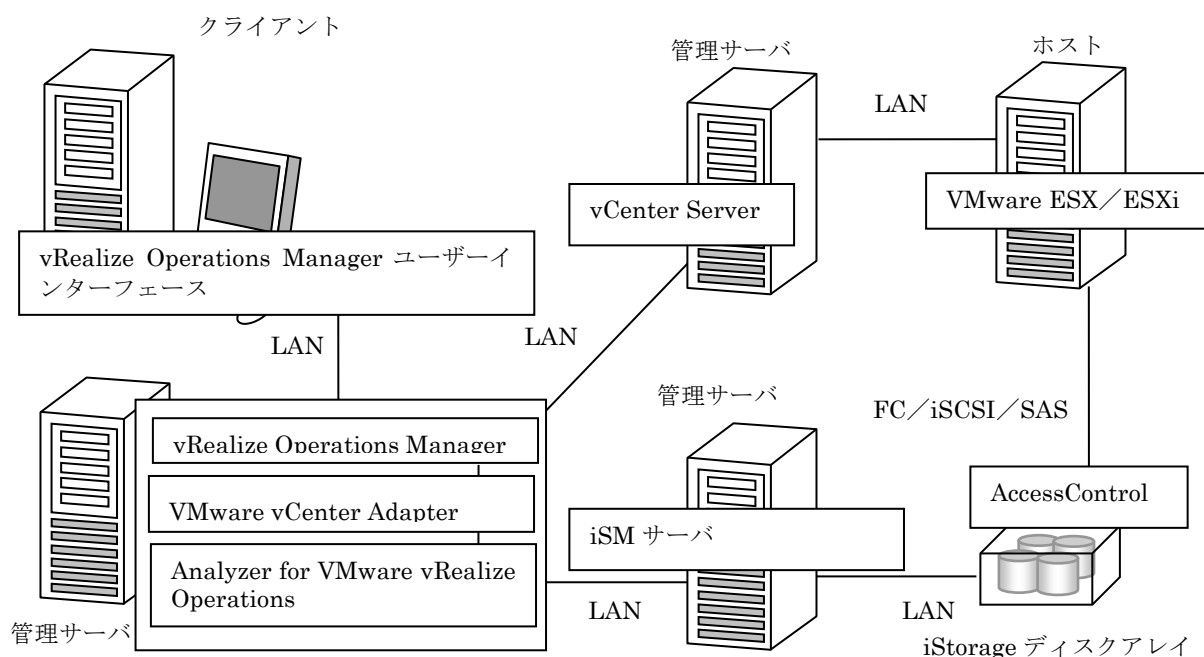 クライアント
管理サーバ
ホスト
LAN
vCenter Server
VMware ESX／ESXi
vRealize Operations Manager ユーザーイ
ンターフェース
LAN
LAN
管理サーバ
FC／iSCSI／SAS
vRealize Operations Manager
VMware vCenter Adapter
Analyzer for VMware vRealize
Operations
iSM サーバ
AccessControl
LAN
LAN
管理サーバ
iStorage ディスクアレイ